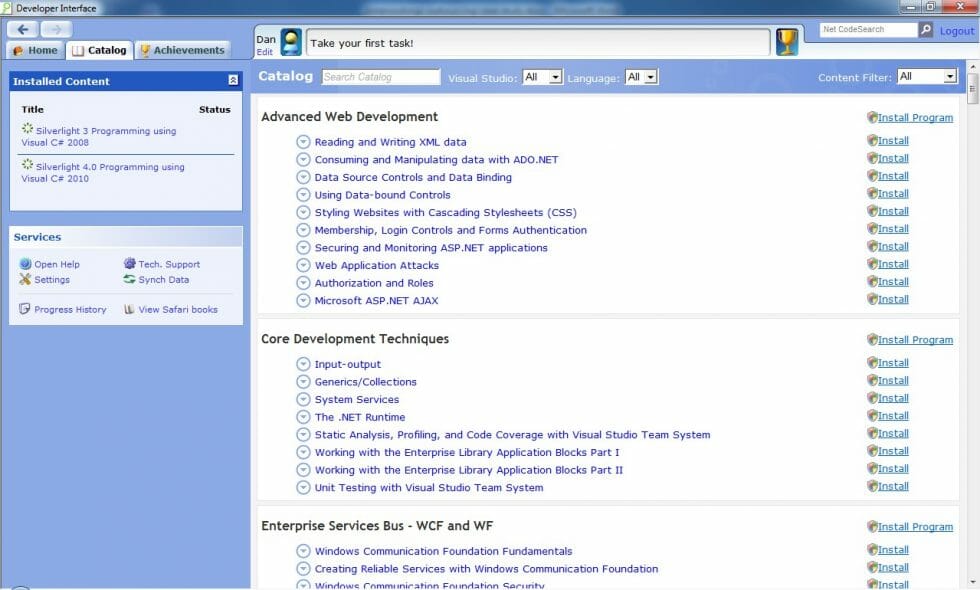 Developer Interface
Home
Catalog
Achievements
Dan
Edit
Take your first task!
Net CodeSearch
Logout
Installed Content
Title Status
Silverlight 3 Programming using
Visual C# 2008
Silverlight 4.0 Programming using
Visual C# 2010
Services
Open Help Tech. Support
Settings Synch Data
Progress History View Safari books
Catalog Search Catalog Visual Studio: All Language: All Content Filter: All
Advanced Web Development Install Program
Reading and Writing XML data Install
Consuming and Manipulating data with ADO.NET Install
Data Source Controls and Data Binding Install
Using Data-bound Controls Install
Styling Websites with Cascading Stylesheets (CSS) Install
Membership, Login Controls and Forms Authentication Install
Securing and Monitoring ASP.NET applications Install
Web Application Attacks Install
Authorization and Roles Install
Microsoft ASP.NET AJAX Install
Core Development Techniques Install Program
Input-output Install
Generics/Collections Install
System Services Install
The .NET Runtime Install
Static Analysis, Profiling, and Code Coverage with Visual Studio Team System Install
Working with the Enterprise Library Application Blocks Part I Install
Working with the Enterprise Library Application Blocks Part II Install
Unit Testing with Visual Studio Team System Install
Enterprise Services Bus - WCF and WF Install Program
Windows Communication Foundation Fundamentals Install
Creating Reliable Services with Windows Communication Foundation Install
Windows Communication Foundation Security Install